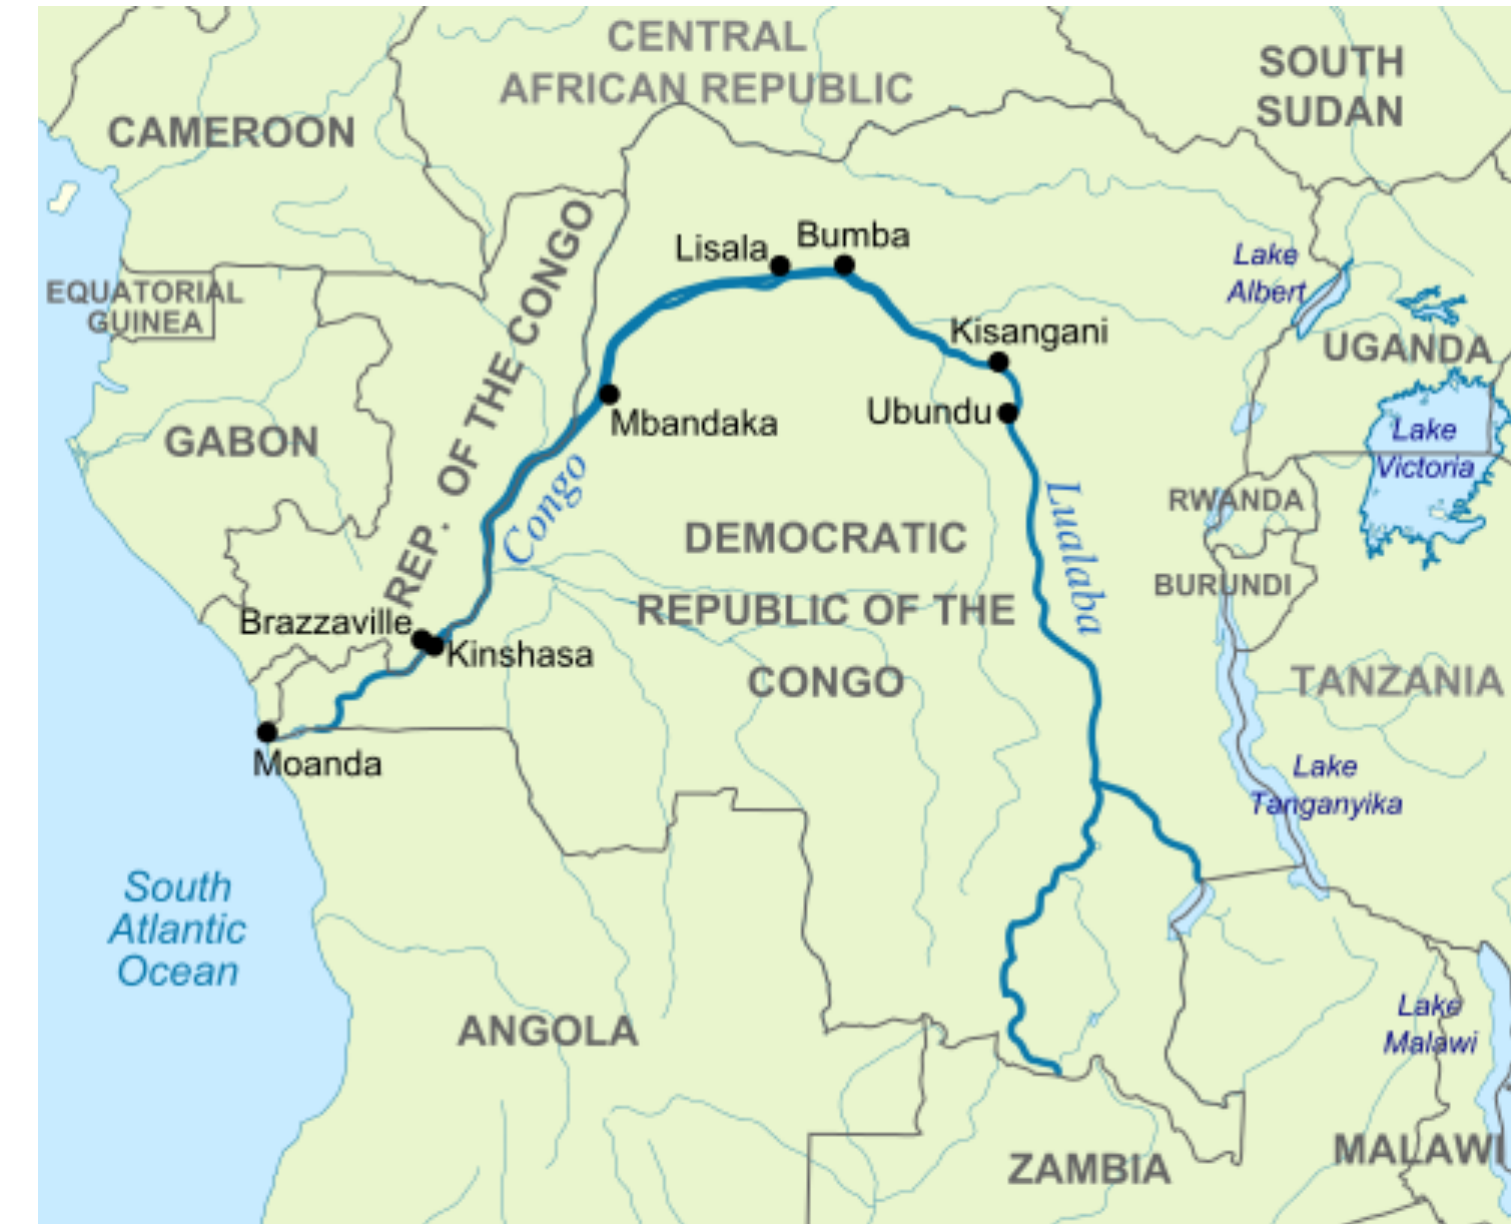 CENTRAL
AFRICAN REPUBLIC
SOUTH
SUDAN
CAMEROON
Lisala
Bumba
Lake
Albert
EQUATORIAL
GUINEA
REP. OF THE CONGO
Kisangani
UGANDA
Mbandaka
Ubundu
GABON
Lake
Victoria
Congo
Lualaba
RWANDA
DEMOCRATIC
REPUBLIC OF THE
CONGO
BURUNDI
Brazzaville
Kinshasa
TANZANIA
Moanda
Lake
Tanganyika
South
Atlantic
Ocean
ANGOLA
Lake
Malawi
ZAMBIA
MALAWI